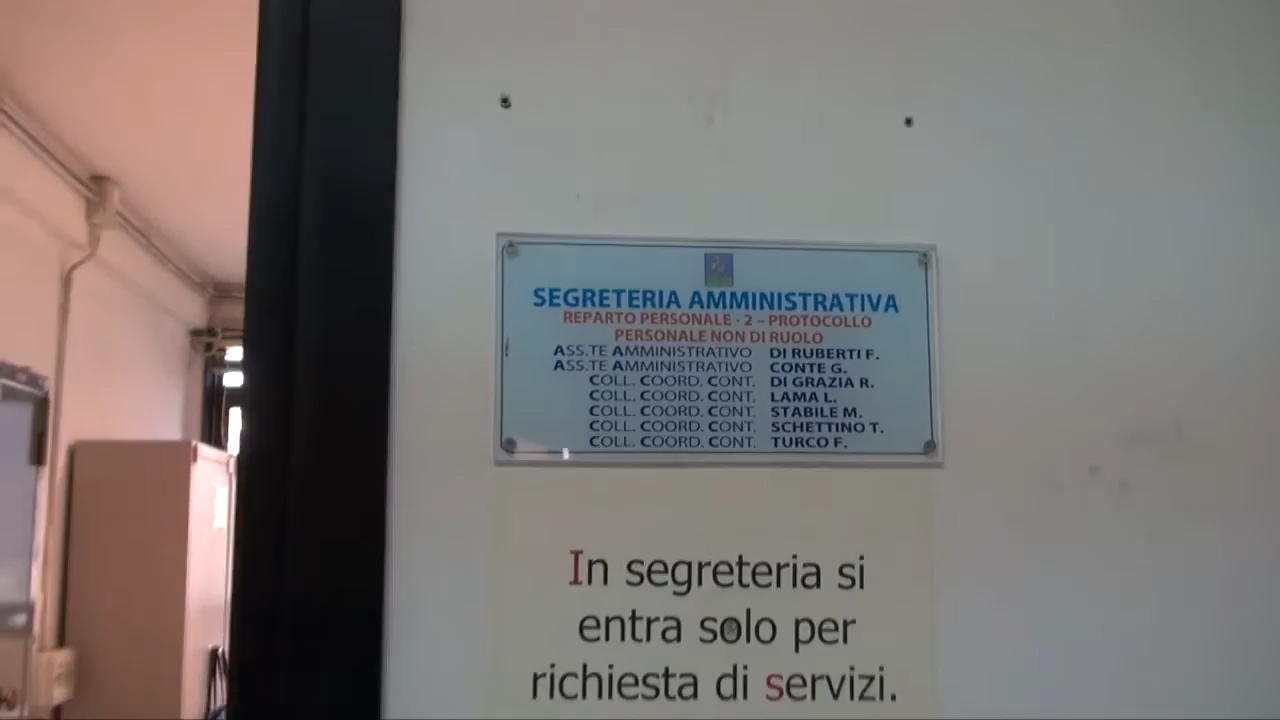 SEGRETERIA AMMINISTRATIVA
REPARTO PERSONALE - 2 – PROTOCOLLO
PERSONALE NON DI RUOLO
ASS.TE AMMINISTRATIVO DI RUBERTI F.
ASS.TE AMMINISTRATIVO CONTE G.
COLL. COORD. CONT. DI GRAZIA R.
COLL. COORD. CONT. LAMA L.
COLL. COORD. CONT. STABILE M.
COLL. COORD. CONT. SCHETTINO T.
COLL. COORD. CONT. TURCO F.
In segreteria si
entra solo per
richiesta di servizi.